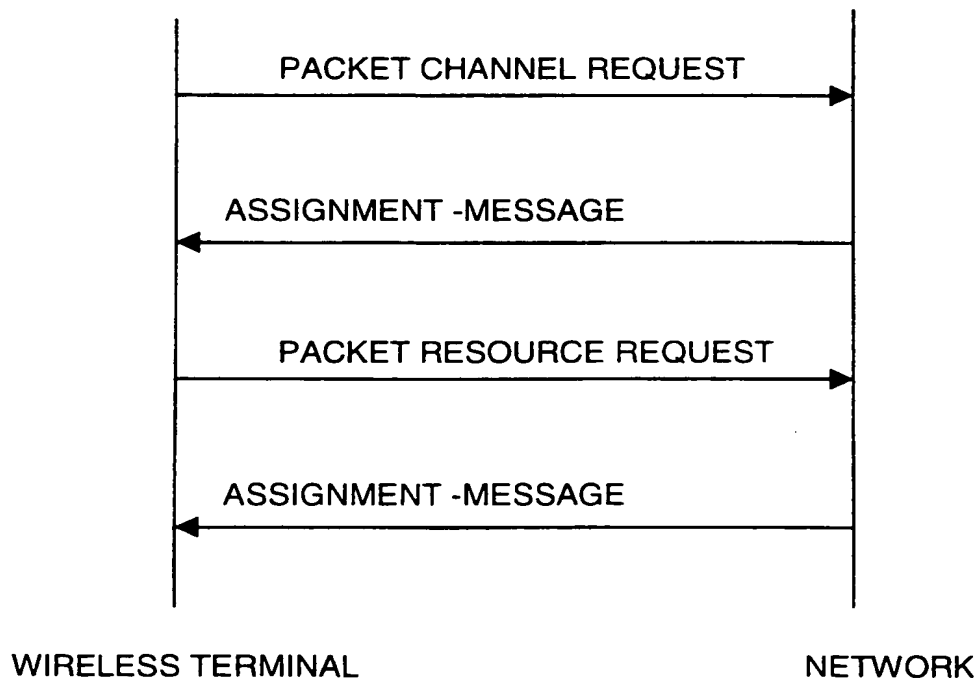 PACKET CHANNEL REQUEST
ASSIGNMENT -MESSAGE
PACKET RESOURCE REQUEST
ASSIGNMENT -MESSAGE
WIRELESS TERMINAL
NETWORK